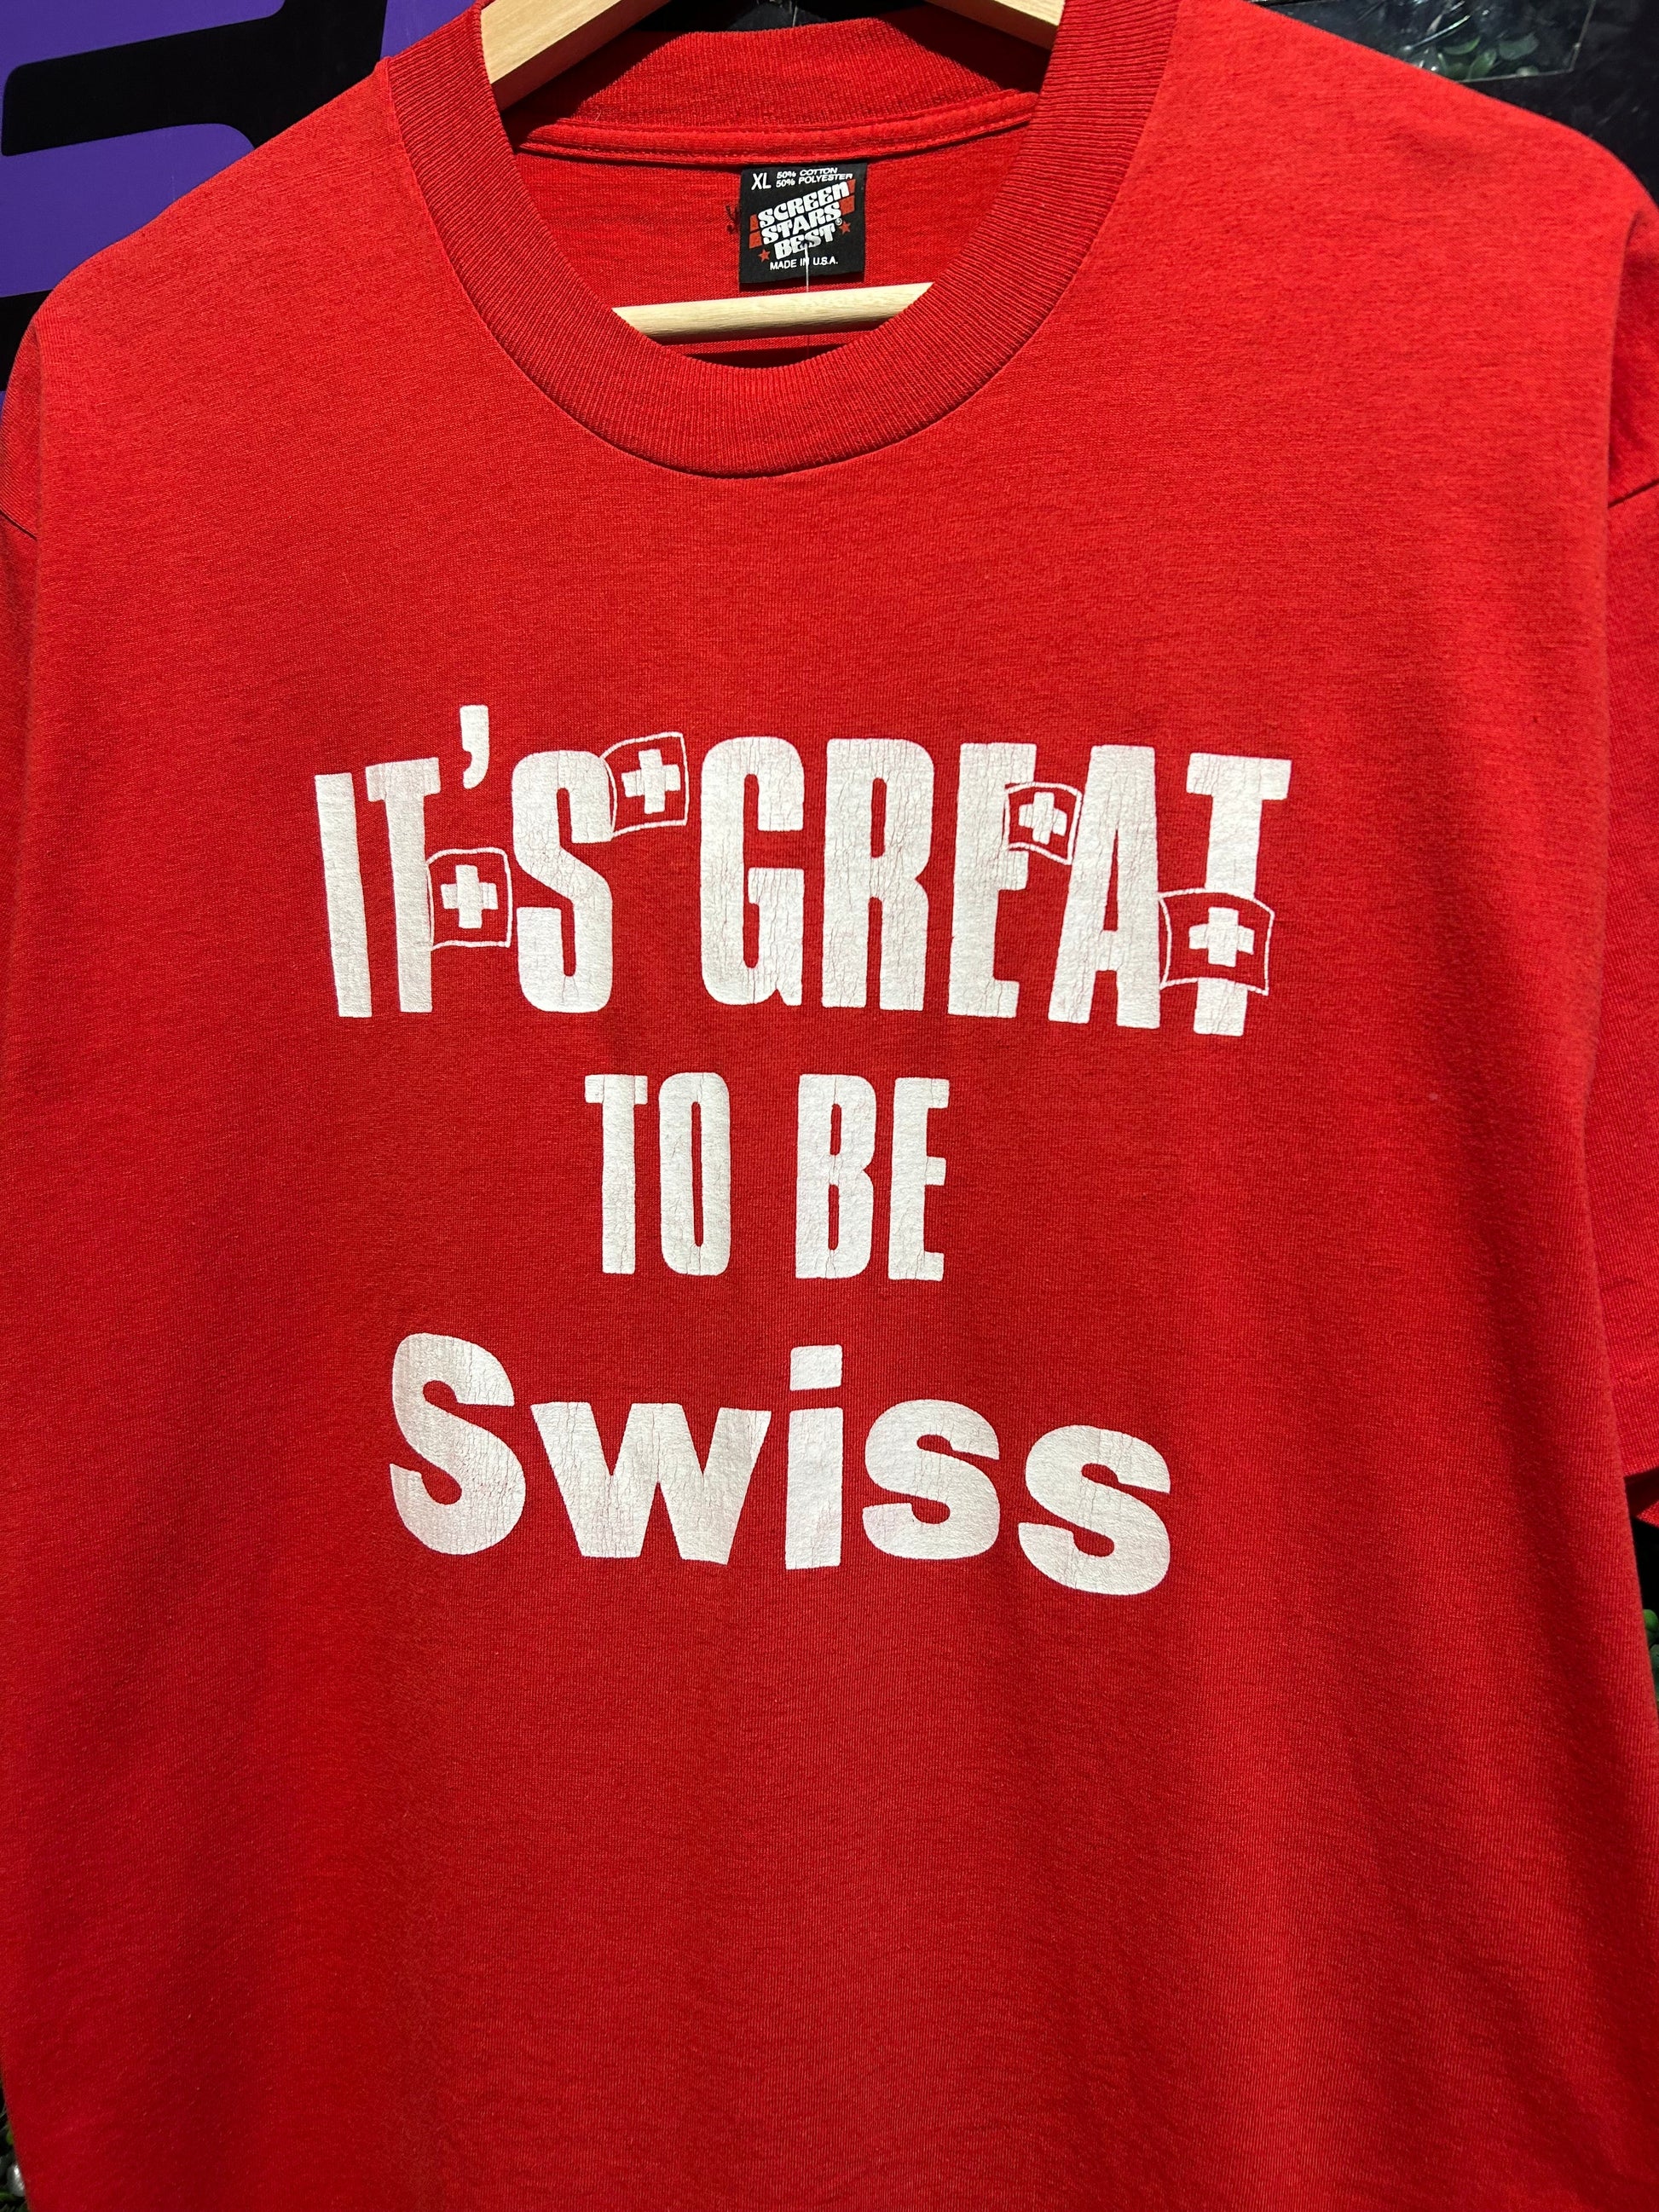 XL 50% COTTON
50% POLYESTER
SCREEN
STARS®
BEST
MADE IN U.S.A.
IT'S GREAT
TO BE
Swiss